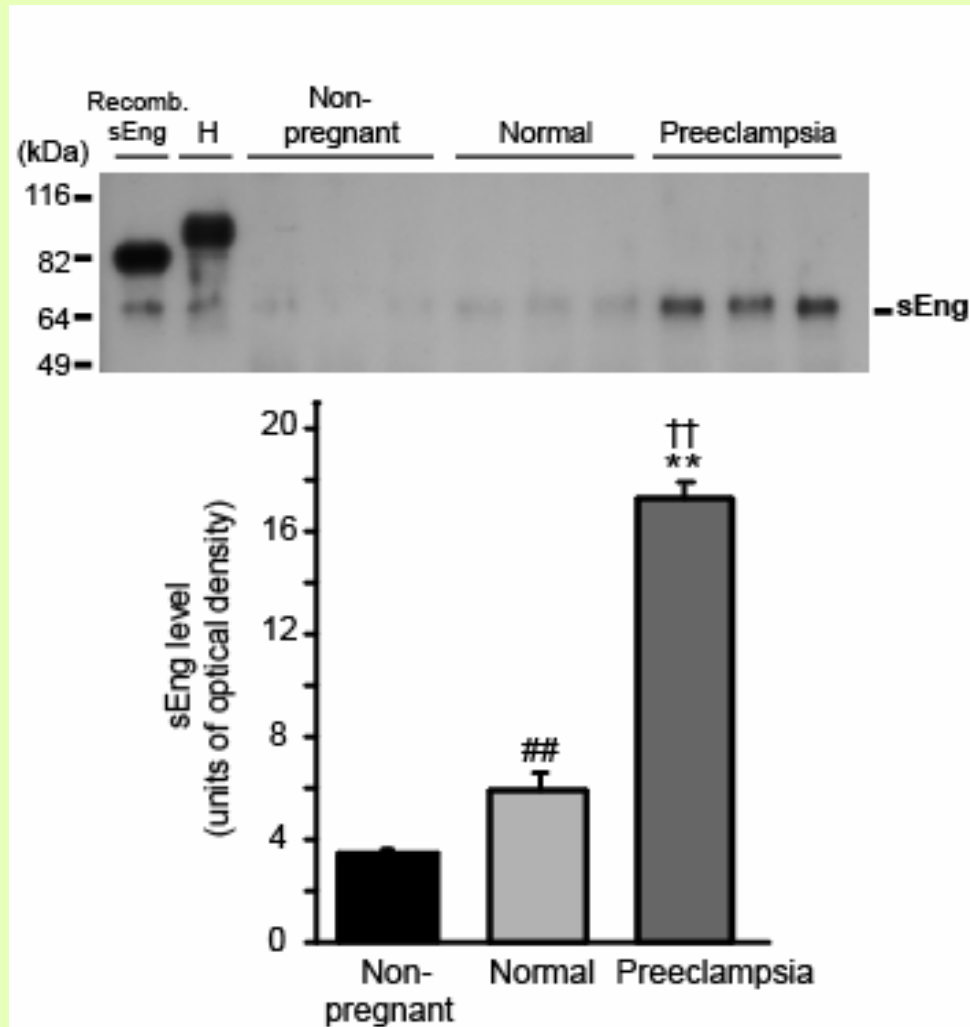 Recomb.
sEng
H
Non-
pregnant
Normal
Preeclampsia
(kDa)
116
82
64
49
sEng
20
16
12
8
4
0
sEng level
(units of optical density)
##
††
**
Non-
pregnant
Normal
Preeclampsia